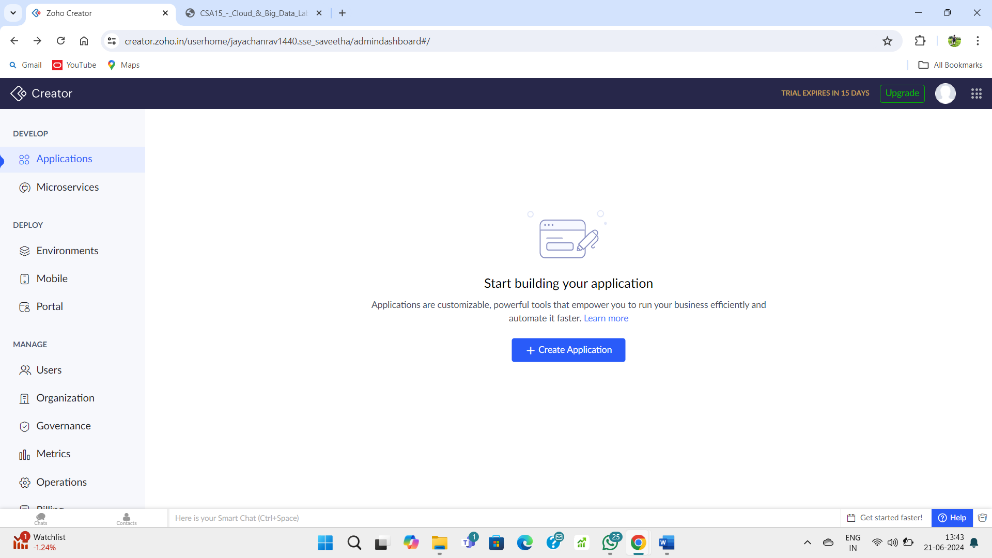 Zoho Creator
CSA15_-_Cloud_&_Big_Data_Lal
creator.zoho.in/userhome/jayachanrav1440.sse_saveetha/admindashboard#/
Gmail
YouTube
Maps
All Bookmarks
Creator
TRIAL EXPIRES IN 15 DAYS
Upgrade
DEVELOP
Applications
Microservices
DEPLOY
Environments
Mobile
Portal
MANAGE
Users
Organization
Governance
Metrics
Operations
Billing
Start building your application
Applications are customizable, powerful tools that empower you to run your business efficiently and
automate it faster. Learn more
+ Create Application
Chats
Contacts
Here is your Smart Chat (Ctrl+Space)
Get started faster!
Help
1
Watchlist
-1.24%
1
25
ENG
IN
13:43
21-06-2024